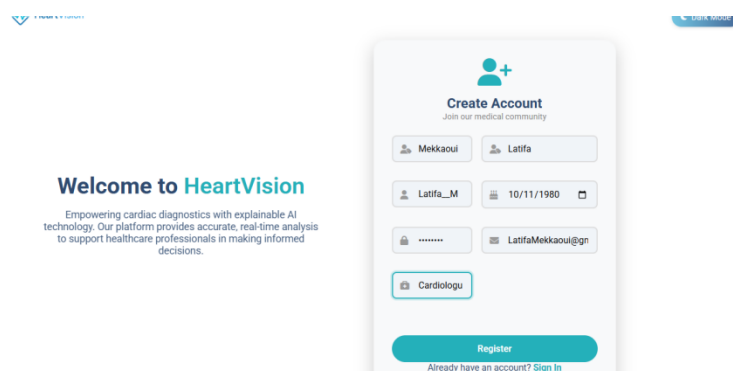 HeartVision
Dark Mode
Create Account
Join our medical community
Mekkaoui
Latifa
Latifa__M
10/11/1980
••••••••
LatifaMekkaoui@gm
Cardiologu
Register
Already have an account? Sign In
Welcome to HeartVision
Empowering cardiac diagnostics with explainable AI
technology. Our platform provides accurate, real-time analysis
to support healthcare professionals in making informed
decisions.